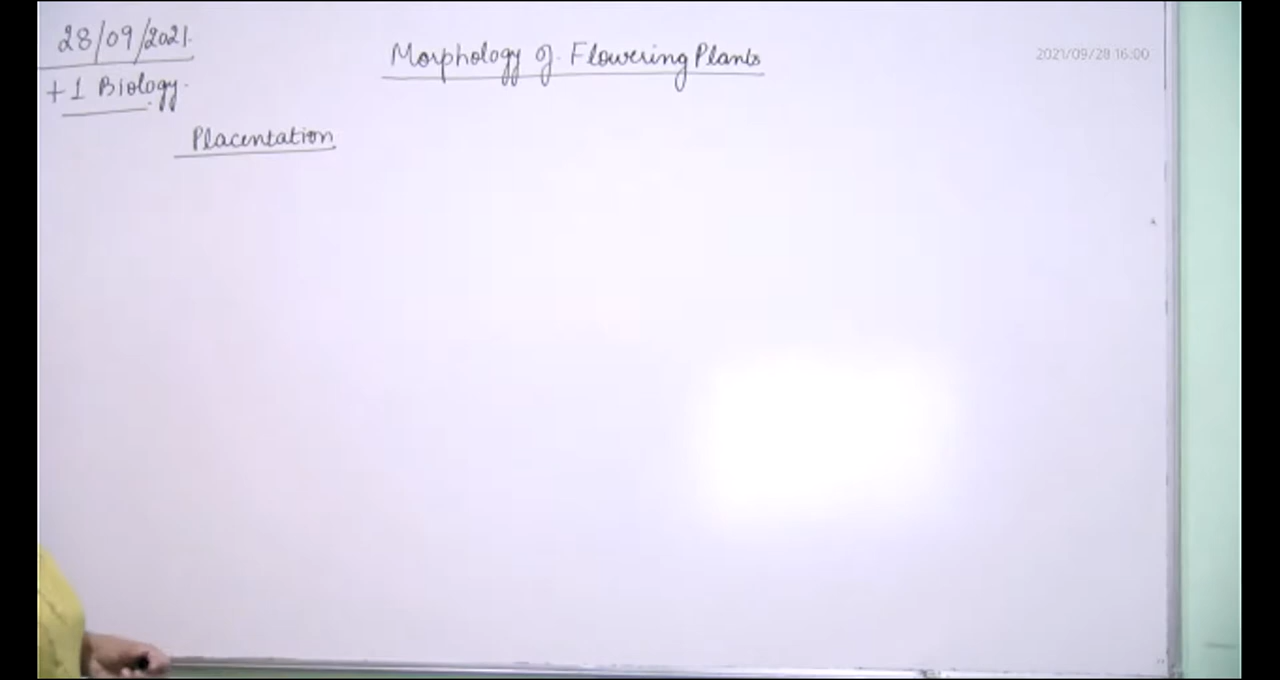 28/09/2021.
Morphology of Flowering Plants
2021/09/28 16:00
+1 Biology.
Placentation